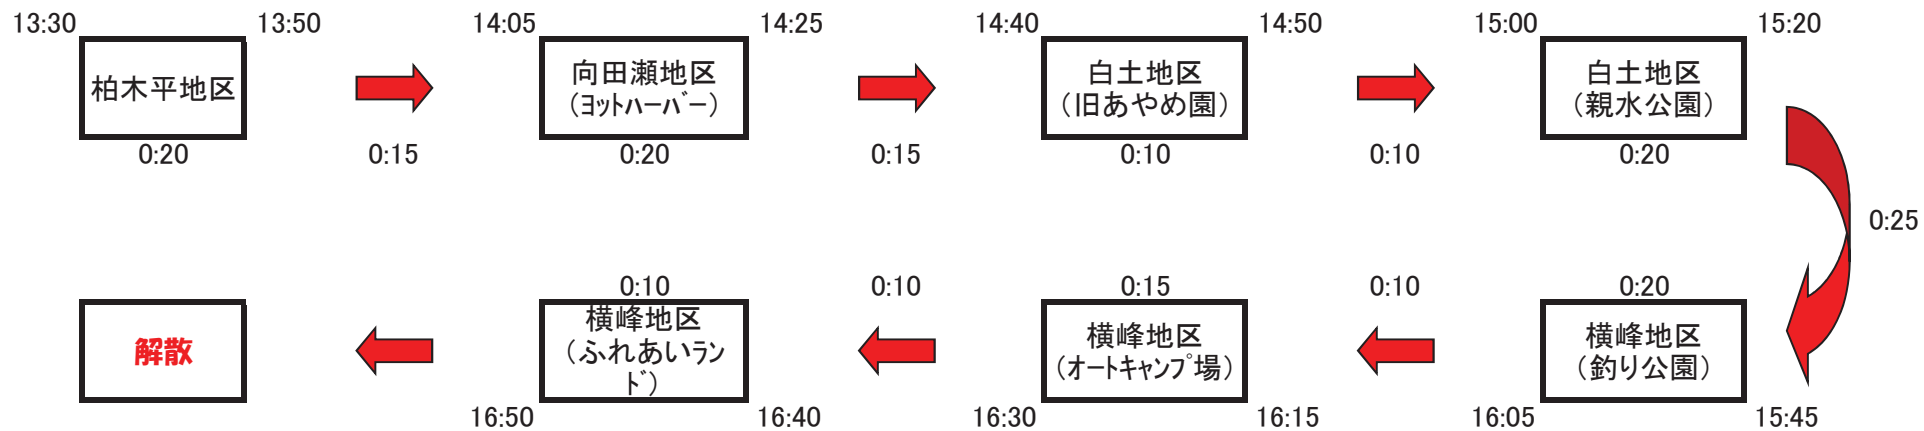 13:30 13:50 14:05 14:25 14:40 14:50 15:00 15:20
柏木平地区
向田瀬地区
（ﾖｯﾄﾊｰﾊﾞｰ）
白土地区
（旧あやめ園）
白土地区
（親水公園）
0:20 0:15 0:20 0:15 0:10 0:10 0:20
0:25
0:10 0:10 0:15 0:10 0:20
解散
横峰地区
（ふれあいﾗﾝ
ﾄﾞ）
横峰地区
（ｵｰﾄｷｬﾝﾌﾟ場）
横峰地区
（釣り公園）
16:50 16:40 16:30 16:15 16:05 15:45